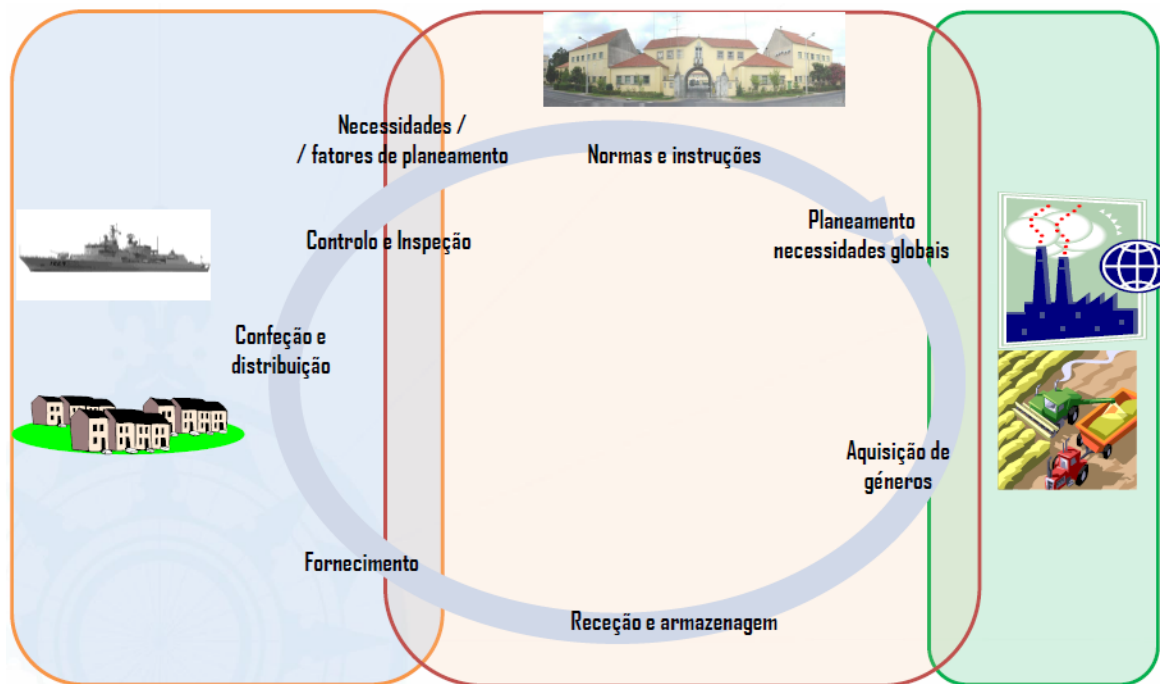 Necessidades /
/ fatores de planeamento
Normas e instruções
Planeamento
necessidades globais
Controlo e Inspeção
Confeção e
distribuição
Aquisição de
géneros
Fornecimento
Receção e armazenagem